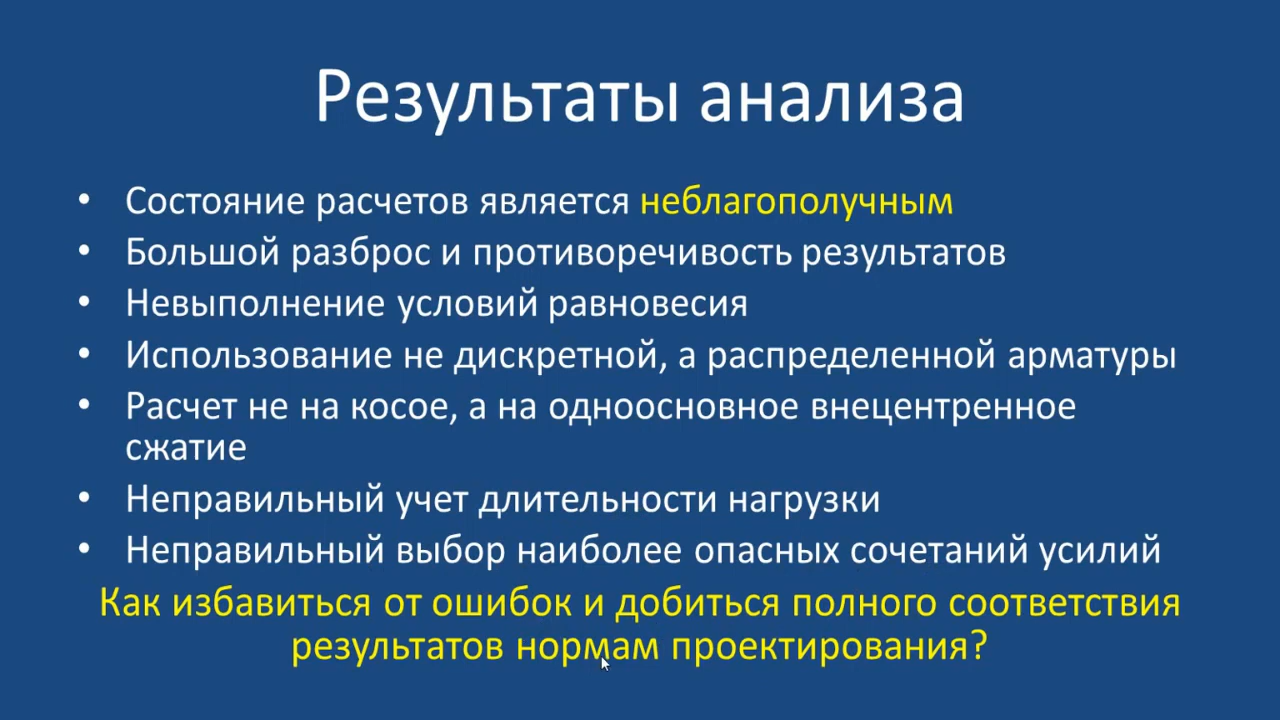 Результаты анализа
• Состояние расчетов является неблагополучным
• Большой разброс и противоречивость результатов
• Невыполнение условий равновесия
• Использование не дискретной, а распределенной арматуры
• Расчет не на косое, а на одноосновное внецентренное
сжатие
• Неправильный учет длительности нагрузки
• Неправильный выбор наиболее опасных сочетаний усилий
Как избавиться от ошибок и добиться полного соответствия
результатов нормам проектирования?